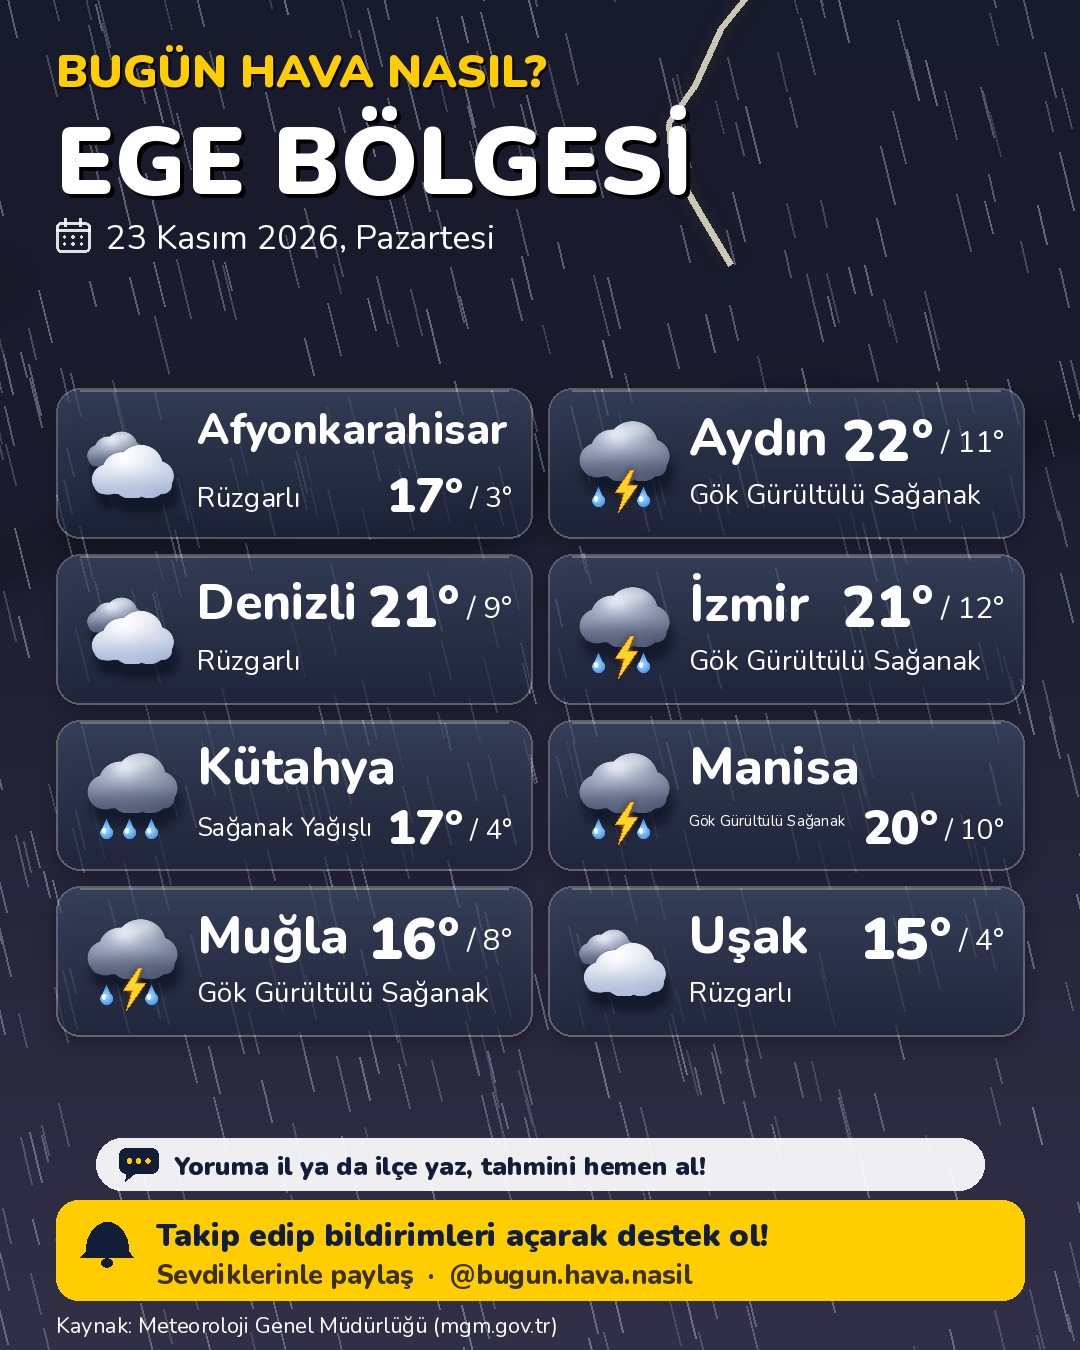 BUGÜN HAVA NASIL?
EGE BÖLGESİ
23 Kasım 2026, Pazartesi
Afyonkarahisar
Rüzgarlı 17° / 3°
Aydın 22° / 11°
Gök Gürültülü Sağanak
Denizli 21° / 9°
Rüzgarlı
İzmir 21° / 12°
Gök Gürültülü Sağanak
Kütahya
Sağanak Yağışlı 17° / 4°
Manisa
Gök Gürültülü Sağanak 20° / 10°
Muğla 16° / 8°
Gök Gürültülü Sağanak
Uşak 15° / 4°
Rüzgarlı
Yoruma il ya da ilçe yaz, tahmini hemen al!
Takip edip bildirimleri açarak destek ol!
Sevdiklerinle paylaş · @bugun.hava.nasil
Kaynak: Meteoroloji Genel Müdürlüğü (mgm.gov.tr)